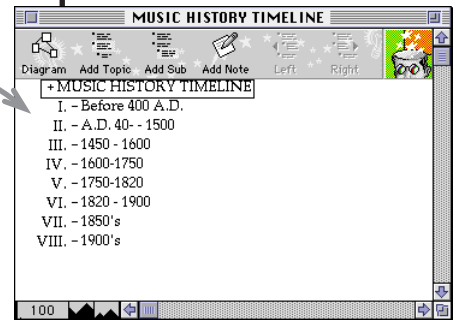 MUSIC HISTORY TIMELINE
Diagram Add Topic Add Sub Add Note Left Right
+ MUSIC HISTORY TIMELINE
I. - Before 400 A.D.
II. - A.D. 40- - 1500
III. - 1450 - 1600
IV. - 1600-1750
V. - 1750-1820
VI. - 1820 - 1900
VII. - 1850's
VIII. - 1900's
100